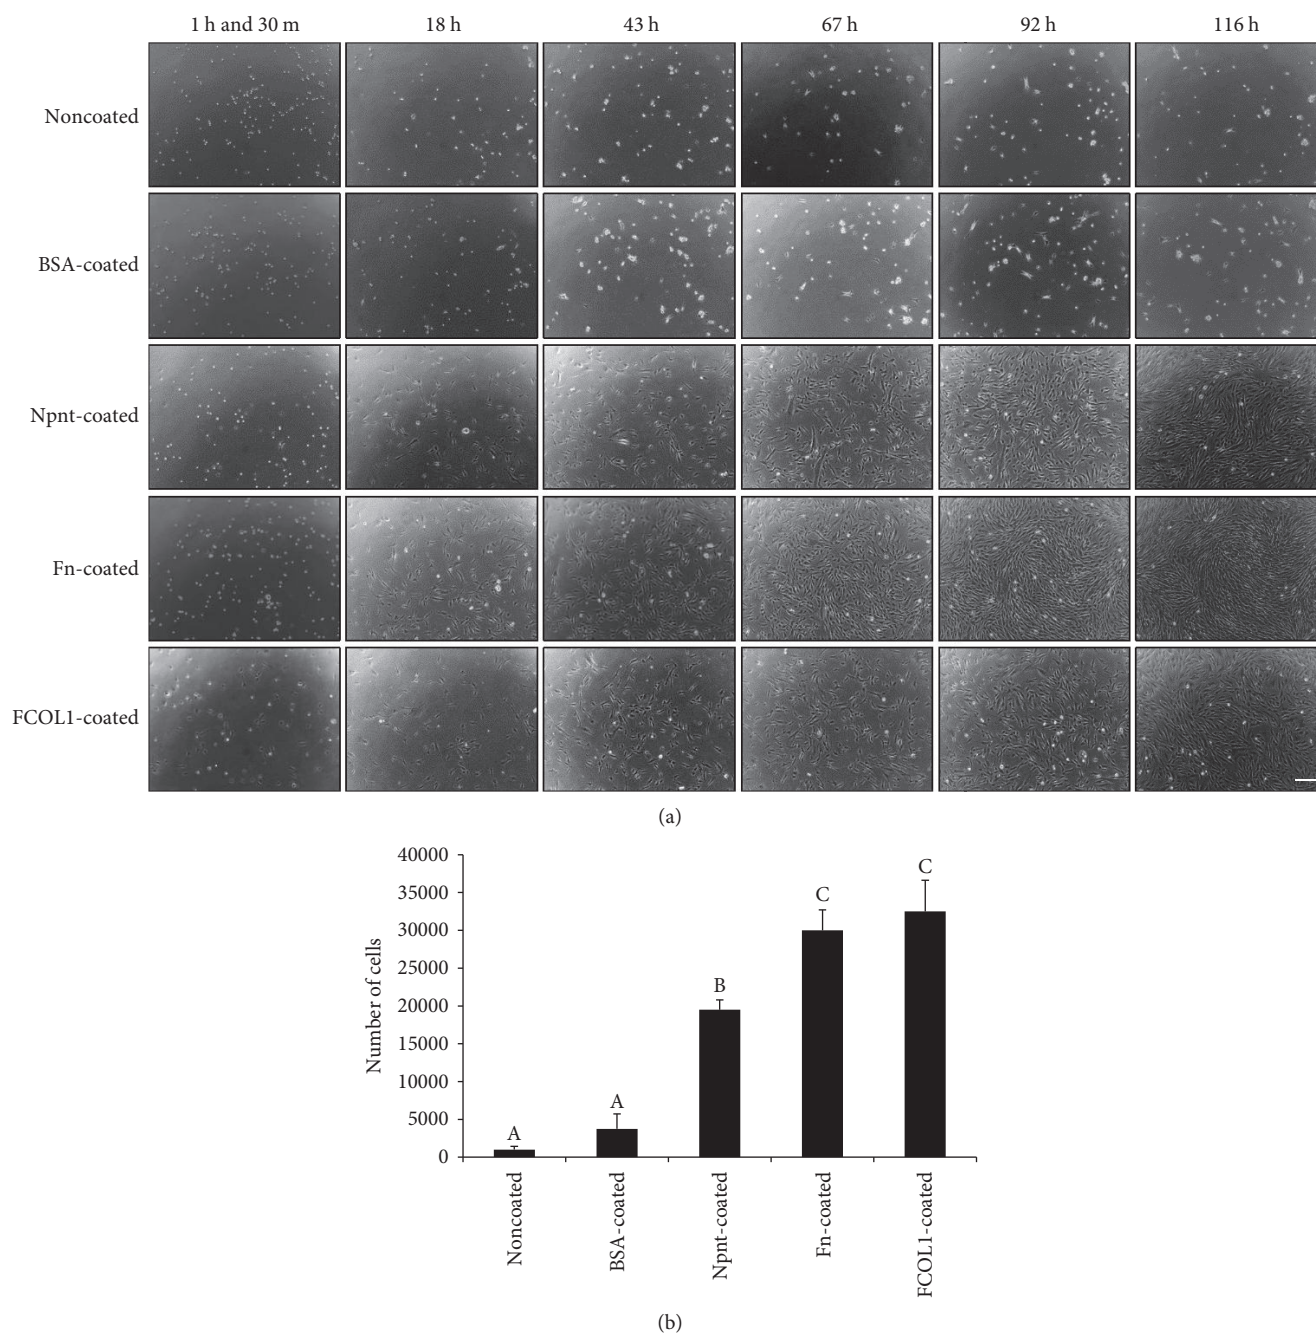 1 h and 30 m 18 h 43 h 67 h 92 h 116 h
Noncoated
BSA-coated
Npnt-coated
Fn-coated
FCOL1-coated
(a)
40000
35000
30000
25000
20000
15000
10000
5000
0
Number of cells
A
A
B
C
C
Noncoated
BSA-coated
Npnt-coated
Fn-coated
FCOL1-coated
(b)